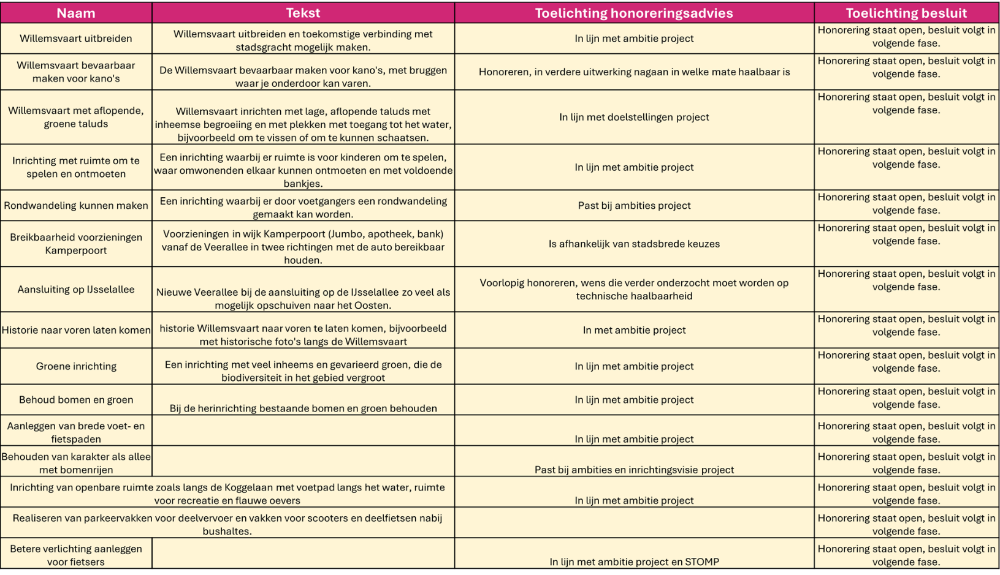 Naam Tekst Toelichting honoreringsadvies Toelichting besluit
Willemsvaart uitbreiden
Willemsvaart uitbreiden en toekomstige verbinding met
stadsgracht mogelijk maken.
In lijn met ambitie project
Honorering staat open, besluit volgt in
volgende fase.
Willemsvaart bevaarbaar
maken voor kano's
De Willemsvaart bevaarbaar maken voor kano's, met bruggen
waar je onderdoor kan varen.
Honoreren, in verdere uitwerking nagaan in welke mate haalbaar is
Honorering staat open, besluit volgt in
volgende fase.
Willemsvaart met aflopende,
groene taluds
Willemsvaart inrichten met lage, aflopende taluds met
inheemse begroeiing en met plekken met toegang tot het water,
bijvoorbeeld om te vissen of om te kunnen schaatsen.
In lijn met doelstellingen project
Honorering staat open, besluit volgt in
volgende fase.
Inrichting met ruimte om te
spelen en ontmoeten
Een inrichting waarbij er ruimte is voor kinderen om te spelen,
waar omwonenden elkaar kunnen ontmoeten en met voldoende
bankjes.
In lijn met ambitie project
Honorering staat open, besluit volgt in
volgende fase.
Rondwandeling kunnen maken
Een inrichting waarbij er door voetgangers een rondwandeling
gemaakt kan worden.
Past bij ambities project
Honorering staat open, besluit volgt in
volgende fase.
Breikbaarheid voorzieningen
Kamperpoort
Voorzieningen in wijk Kamperpoort (Jumbo, apotheek, bank)
vanaf de Veerallee in twee richtingen met de auto bereikbaar
houden.
Is afhankelijk van stadsbrede keuzes
Honorering staat open, besluit volgt in
volgende fase.
Aansluiting op IJsselallee
Nieuwe Veerallee bij de aansluiting op de IJsselallee zo veel als
mogelijk opschuiven naar het Oosten.
Voorlopig honoreren, wens die verder onderzocht moet worden op
technische haalbaarheid
Honorering staat open, besluit volgt in
volgende fase.
Historie naar voren laten komen
historie Willemsvaart naar voren te laten komen, bijvoorbeeld
met historische foto's langs de Willemsvaart
In met ambitie project
Honorering staat open, besluit volgt in
volgende fase.
Groene inrichting
Een inrichting met veel inheems en gevarieerd groen, die de
biodiversiteit in het gebied vergroot
In lijn met ambitie project
Honorering staat open, besluit volgt in
volgende fase.
Behoud bomen en groen
Bij de herinrichting bestaande bomen en groen behouden
In lijn met ambitie project
Honorering staat open, besluit volgt in
volgende fase.
Aanleggen van brede voet- en
fietspaden
In lijn met ambitie project
Honorering staat open, besluit volgt in
volgende fase.
Behouden van karakter als allee
met bomenrijen
Past bij ambities en inrichtingsvisie project
Honorering staat open, besluit volgt in
volgende fase.
Inrichting van openbare ruimte zoals langs de Koggelaan met voetpad langs het water, ruimte
voor recreatie en flauwe oevers
In lijn met ambitie project
Honorering staat open, besluit volgt in
volgende fase.
Realiseren van parkeervakken voor deelvervoer en vakken voor scooters en deelfietsen nabij
bushaltes.
Honorering staat open, besluit volgt in
volgende fase.
Betere verlichting aanleggen
voor fietsers
In lijn met ambitie project en STOMP
Honorering staat open, besluit volgt in
volgende fase.